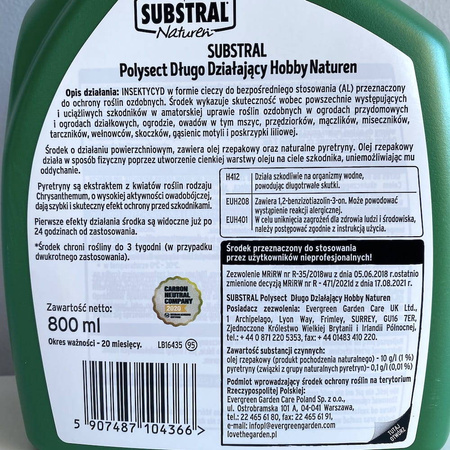 SUBSTRAL®
Naturen®
SUBSTRAL
Polysect Długo Działający Hobby Naturen
Opis działania: INSEKTYCYD w formie cieczy do bezpośredniego stosowania (AL) przeznaczony
do ochrony roślin ozdobnych. Środek wykazuje skuteczność wobec powszechnie występujących
i uciążliwych szkodników w amatorskiej uprawie roślin ozdobnych w ogrodach przydomowych
i ogrodach działkowych, ogrodzie, owadów w tym mszyc, przędziorków, mączlików, miseczników,
tarczników, wełnowców, skoczków, gąsienic motyli i poskrzypki liliowej.
Środek o działaniu powierzchniowym, zawiera olej rzepakowy oraz naturalne pyretryny. Olej rzepakowy
działa w sposób fizyczny poprzez utworzenie cienkiej warstwy oleju na ciele szkodnika, uniemożliwiając mu
oddychanie.
Pyretryny są ekstraktem z kwiatów roślin rodzaju
Chrysanthemum, o wysokiej aktywności owadobójczej,
dają szybki i skuteczny efekt ochrony przed szkodnikami.
Pierwsze efekty działania środka są widoczne już po
24 godzinach od zastosowania.
*Środek chroni rośliny do 3 tygodni (w przypadku
dwukrotnego zastosowania).
H412 Działa szkodliwie na organizmy wodne,
powodując długotrwałe skutki.
EUH208 Zawiera 1,2-benzoizotiazolin-3-on. Może powodować
wystąpienie reakcji alergicznej.
EUH401 W celu uniknięcia zagrożeń dla zdrowia ludzi i środowiska,
należy postępować zgodnie z instrukcją użycia.
Środek przeznaczony do stosowania
przez użytkowników nieprofesjonalnych!
Zezwolenie MRiRW nr R-35/2018wu z dnia 05.06.2018 r.ostatnio
zmienione decyzją MRiRW nr R - 471/2021d z dnia 17.08.2021 r.
SUBSTRAL Polysect Długo Działający Hobby Naturen
Posiadacz zezwolenia: Evergreen Garden Care UK Ltd.,
1 Archipelago, Lyon Way, Frimley, SURREY, GU16 7ER,
Zjednoczone Królestwo Wielkiej Brytanii i Irlandii Północnej,
tel.: + 44 0 871 220 5353, fax: + 44 01483 410 220.
Zawartość substancji czynnych:
olej rzepakowy (produkt pochodzenia naturalnego) - 10 g/l (1 %)
pyretryny (związki z grupy naturalnych pyretryn) - 0,1 g/l (0,01 %)
Podmiot wprowadzający środek ochrony roślin na terytorium
Rzeczypospolitej Polskiej:
Evergreen Garden Care Poland Sp. z o.o.,
ul. Ostrobramska 101 A, 04-041 Warszawa,
tel.: 22 465 61 91, fax: 22 465 61 90,
e-mail: infopl@evergreengarden.com
lovethegarden.com
CARBON
NEUTRAL
COMPANY
2020
Zawartość netto:
800 ml
Okres ważności - 20 miesięcy.
LB16435 95
5 907487 104366 >
TUTAJ
OTWÓRZ